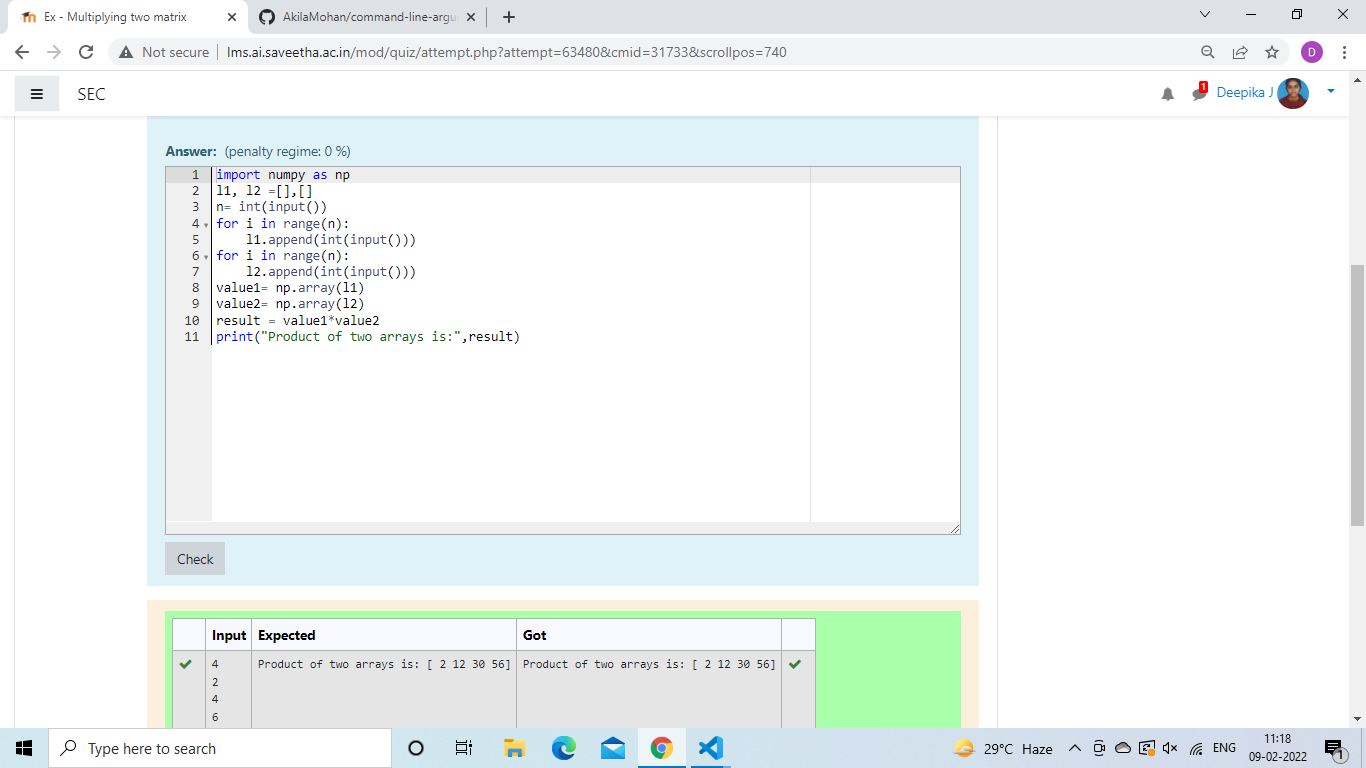 Ex - Multiplying two matrix
AkilaMohan/command-line-argu
Not secure lms.ai.saveetha.ac.in/mod/quiz/attempt.php?attempt=63480&cmid=31733&scrollpos=740
D
SEC
1
Deepika J
Answer: (penalty regime: 0 %)
1 import numpy as np
2 l1, l2 =[],[]
3 n= int(input())
4 for i in range(n):
5 l1.append(int(input()))
6 for i in range(n):
7 l2.append(int(input()))
8 value1= np.array(l1)
9 value2= np.array(l2)
10 result = value1*value2
11 print("Product of two arrays is:",result)
Check
Input Expected Got
4 Product of two arrays is: [ 2 12 30 56] Product of two arrays is: [ 2 12 30 56]
2
4
6
Type here to search
29°C Haze
ENG
11:18
09-02-2022
1